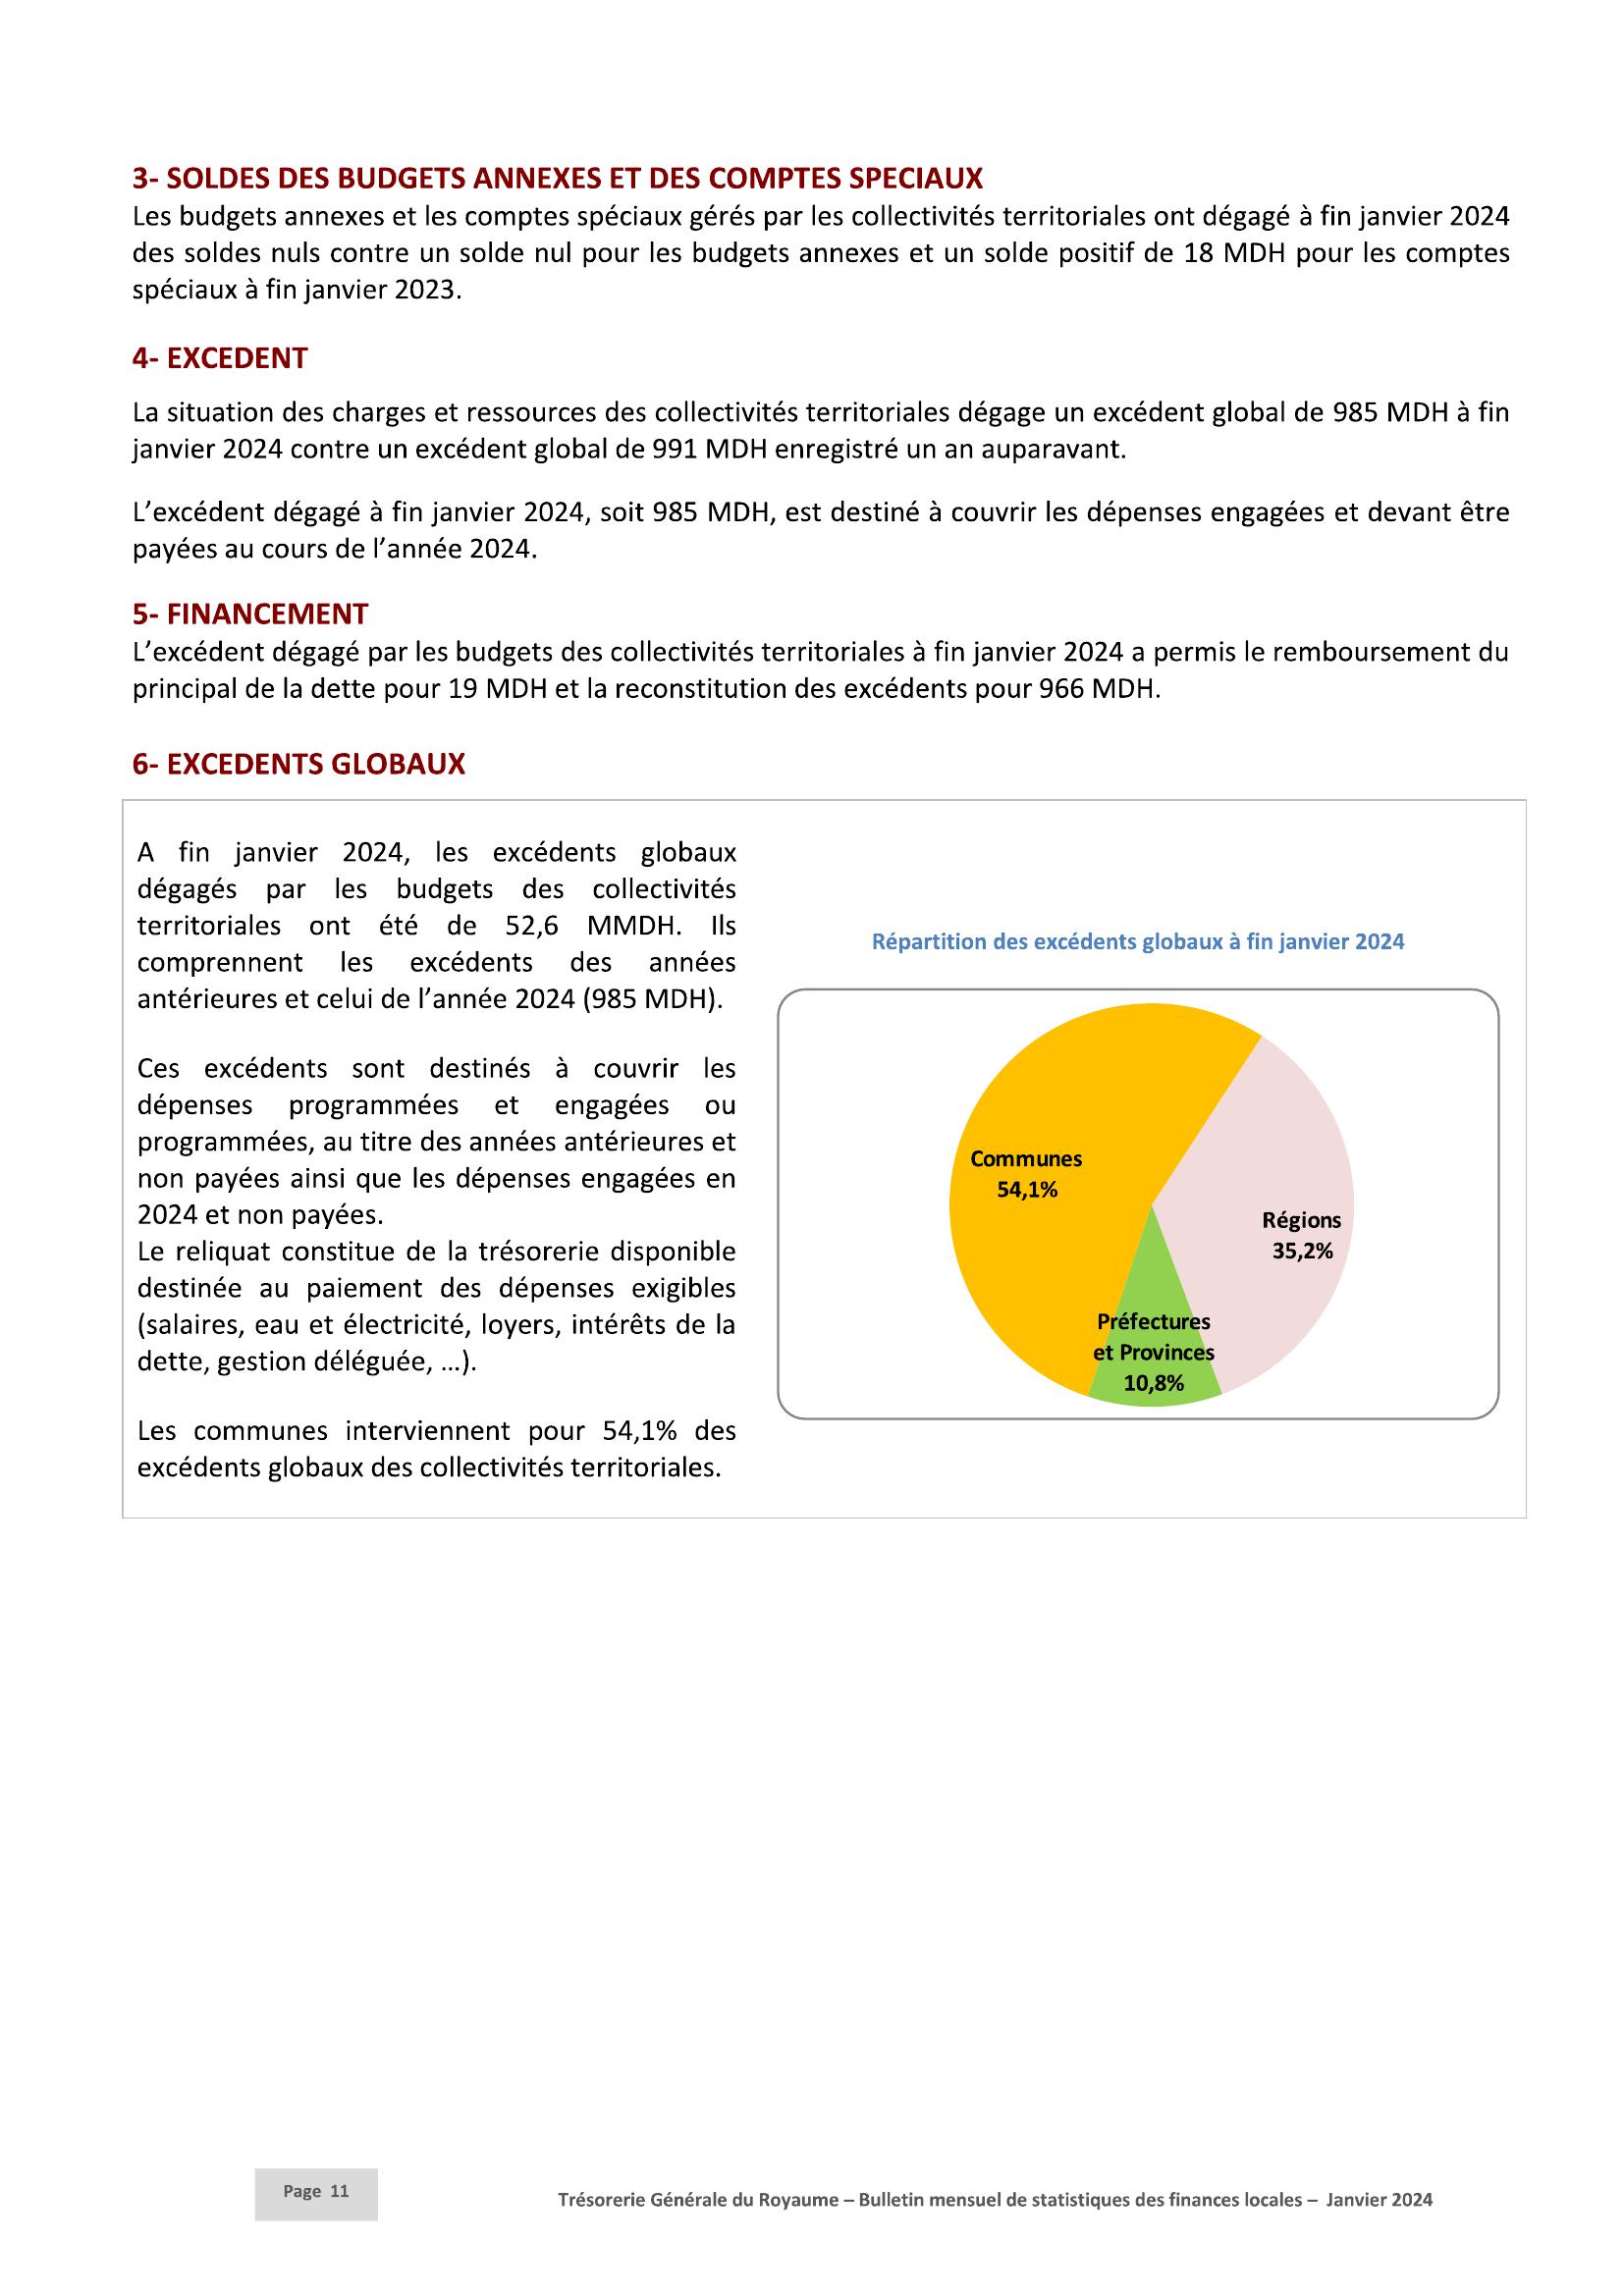 3- SOLDES DES BUDGETS ANNEXES ET DES COMPTES SPECIAUX
Les budgets annexes et les comptes spéciaux gérés par les collectivités territoriales ont dégagé à fin janvier 2024
des soldes nuls contre un solde nul pour les budgets annexes et un solde positif de 18 MDH pour les comptes
spéciaux à fin janvier 2023.
4- EXCEDENT
La situation des charges et ressources des collectivités territoriales dégage un excédent global de 985 MDH à fin
janvier 2024 contre un excédent global de 991 MDH enregistré un an auparavant.
L’excédent dégagé à fin janvier 2024, soit 985 MDH, est destiné à couvrir les dépenses engagées et devant être
payées au cours de l’année 2024.
5- FINANCEMENT
L’excédent dégagé par les budgets des collectivités territoriales à fin janvier 2024 a permis le remboursement du
principal de la dette pour 19 MDH et la reconstitution des excédents pour 966 MDH.
6- EXCEDENTS GLOBAUX
A fin janvier 2024, les excédents globaux
dégagés par les budgets des collectivités
territoriales ont été de 52,6 MMDH. Ils
comprennent les excédents des années
antérieures et celui de l’année 2024 (985 MDH).
Ces excédents sont destinés à couvrir les
dépenses programmées et engagées ou
programmées, au titre des années antérieures et
non payées ainsi que les dépenses engagées en
2024 et non payées.
Le reliquat constitue de la trésorerie disponible
destinée au paiement des dépenses exigibles
(salaires, eau et électricité, loyers, intérêts de la
dette, gestion déléguée, …).
Les communes interviennent pour 54,1% des
excédents globaux des collectivités territoriales.
Répartition des excédents globaux à fin janvier 2024
Communes
54,1%
Régions
35,2%
Préfectures
et Provinces
10,8%
Page 11
Trésorerie Générale du Royaume – Bulletin mensuel de statistiques des finances locales – Janvier 2024